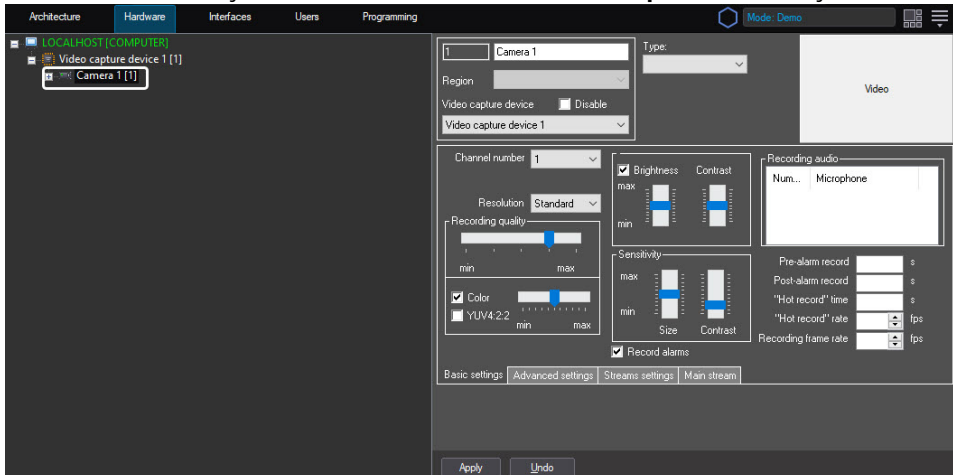 Architecture Hardware Interfaces Users Programming Mode: Demo
LOCALHOST [COMPUTER]
Video capture device 1 [1]
Camera 1 [1]
1 Camera 1 Type:
Region
Video capture device Disable
Video capture device 1
Video
Channel number 1
Resolution Standard
Recording quality
min max
Color
YUV4:2:2
min max
Brightness Contrast
max
min
Sensitivity
max
min
Size Contrast
Record alarms
Recording audio
Num... Microphone
Pre-alarm record s
Post-alarm record s
"Hot record" time s
"Hot record" rate fps
Recording frame rate fps
Basic settings Advanced settings Streams settings Main stream
Apply Undo